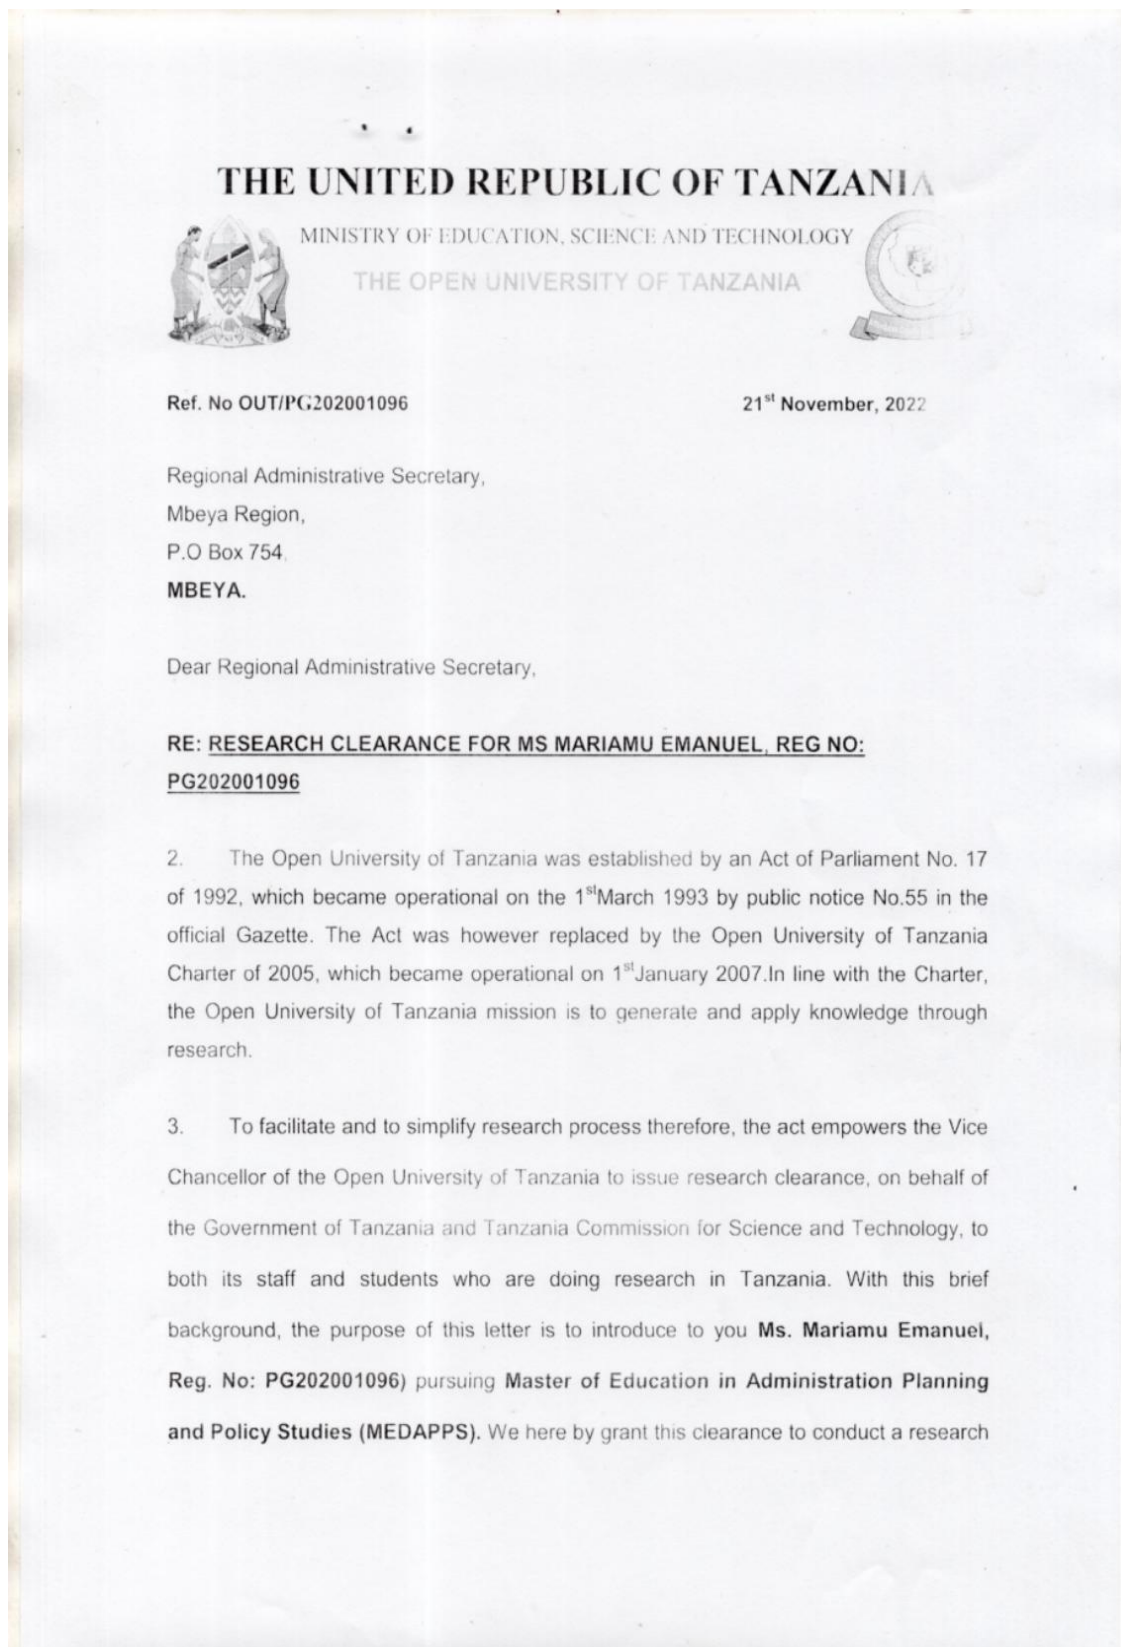 THE UNITED REPUBLIC OF TANZANIA
MINISTRY OF EDUCATION, SCIENCE AND TECHNOLOGY
THE OPEN UNIVERSITY OF TANZANIA
Ref. No OUT/PG202001096 21st November, 2022
Regional Administrative Secretary,
Mbeya Region,
P.O Box 754.
MBEYA.
Dear Regional Administrative Secretary,
RE: RESEARCH CLEARANCE FOR MS MARIAMU EMANUEL, REG NO:
PG202001096
2. The Open University of Tanzania was established by an Act of Parliament No. 17
of 1992, which became operational on the 1stMarch 1993 by public notice No.55 in the
official Gazette. The Act was however replaced by the Open University of Tanzania
Charter of 2005, which became operational on 1stJanuary 2007.In line with the Charter,
the Open University of Tanzania mission is to generate and apply knowledge through
research.
3. To facilitate and to simplify research process therefore, the act empowers the Vice
Chancellor of the Open University of Tanzania to issue research clearance, on behalf of
the Government of Tanzania and Tanzania Commission for Science and Technology, to
both its staff and students who are doing research in Tanzania. With this brief
background, the purpose of this letter is to introduce to you Ms. Mariamu Emanuel,
Reg. No: PG202001096) pursuing Master of Education in Administration Planning
and Policy Studies (MEDAPPS). We here by grant this clearance to conduct a research